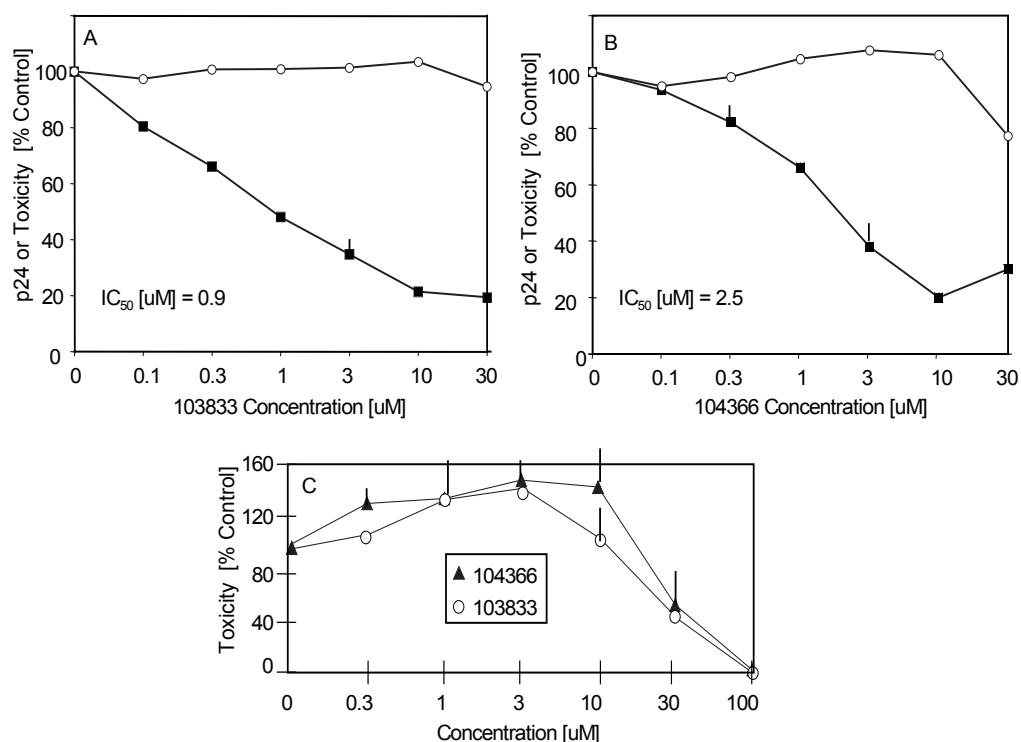 A
p24 or Toxicity [% Control]
100
80
60
40
20
0
IC50 [uM] = 0.9
0 0.1 0.3 1 3 10 30
103833 Concentration [uM]
B
p24 or Toxicity [% Control]
100
80
60
40
20
0
IC50 [uM] = 2.5
0 0.1 0.3 1 3 10 30
104366 Concentration [uM]
C
Toxicity [% Control]
160
120
80
40
0
104366
103833
0 0.3 1 3 10 30 100
Concentration [uM]